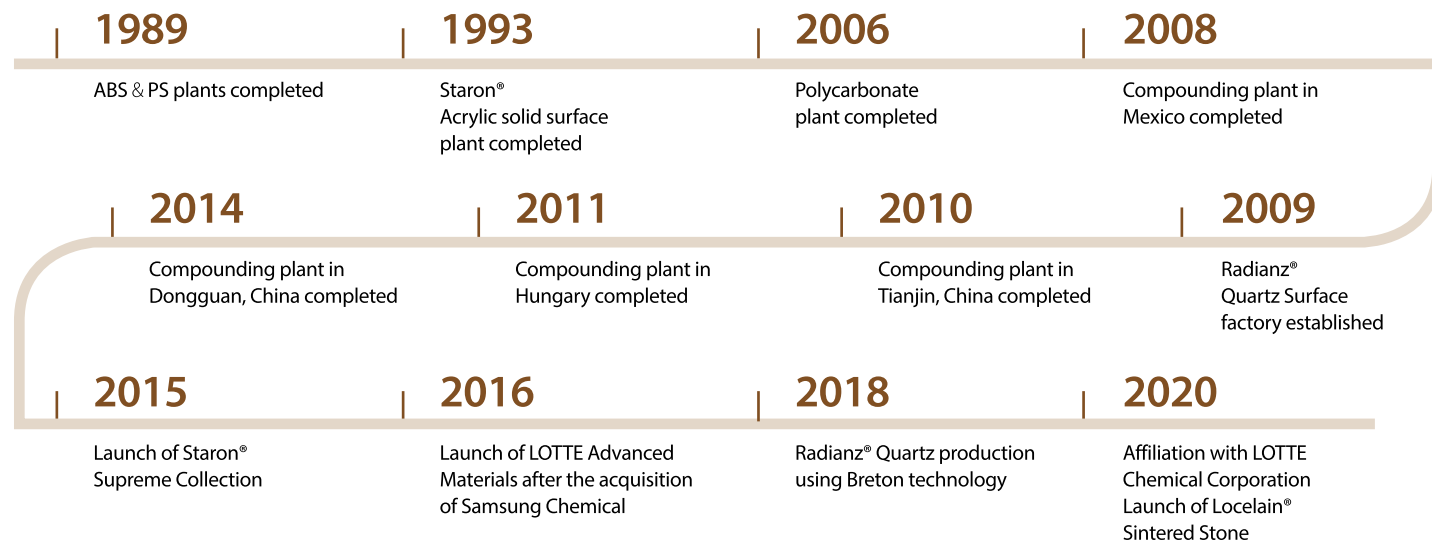 1989
ABS & PS plants completed
1993
Staron®
Acrylic solid surface
plant completed
2006
Polycarbonate
plant completed
2008
Compounding plant in
Mexico completed
2009
Radianz®
Quartz Surface
factory established
2010
Compounding plant in
Tianjin, China completed
2011
Compounding plant in
Hungary completed
2014
Compounding plant in
Dongguan, China completed
2015
Launch of Staron®
Supreme Collection
2016
Launch of LOTTE Advanced
Materials after the acquisition
of Samsung Chemical
2018
Radianz® Quartz production
using Breton technology
2020
Affiliation with LOTTE
Chemical Corporation
Launch of Locelain®
Sintered Stone